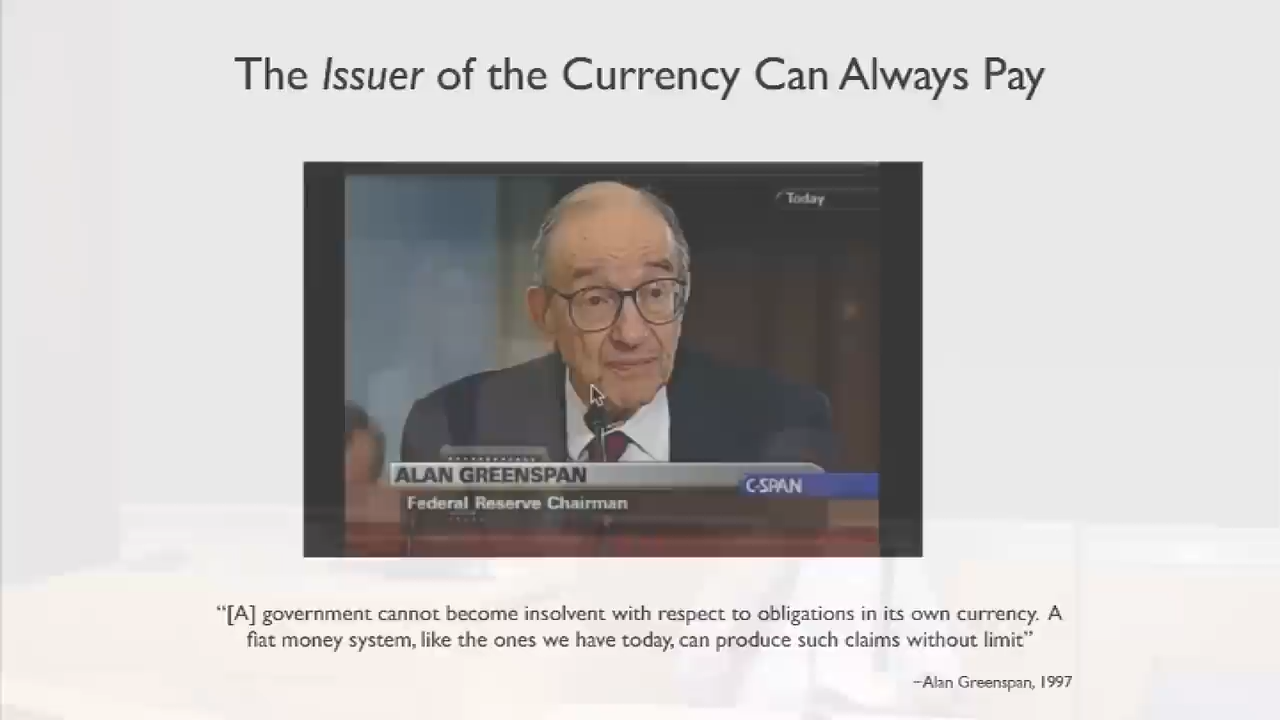 The Issuer of the Currency Can Always Pay
Today
ALAN GREENSPAN
C-SPAN
Federal Reserve Chairman
“[A] government cannot become insolvent with respect to obligations in its own currency. A
fiat money system, like the ones we have today, can produce such claims without limit”
–Alan Greenspan, 1997